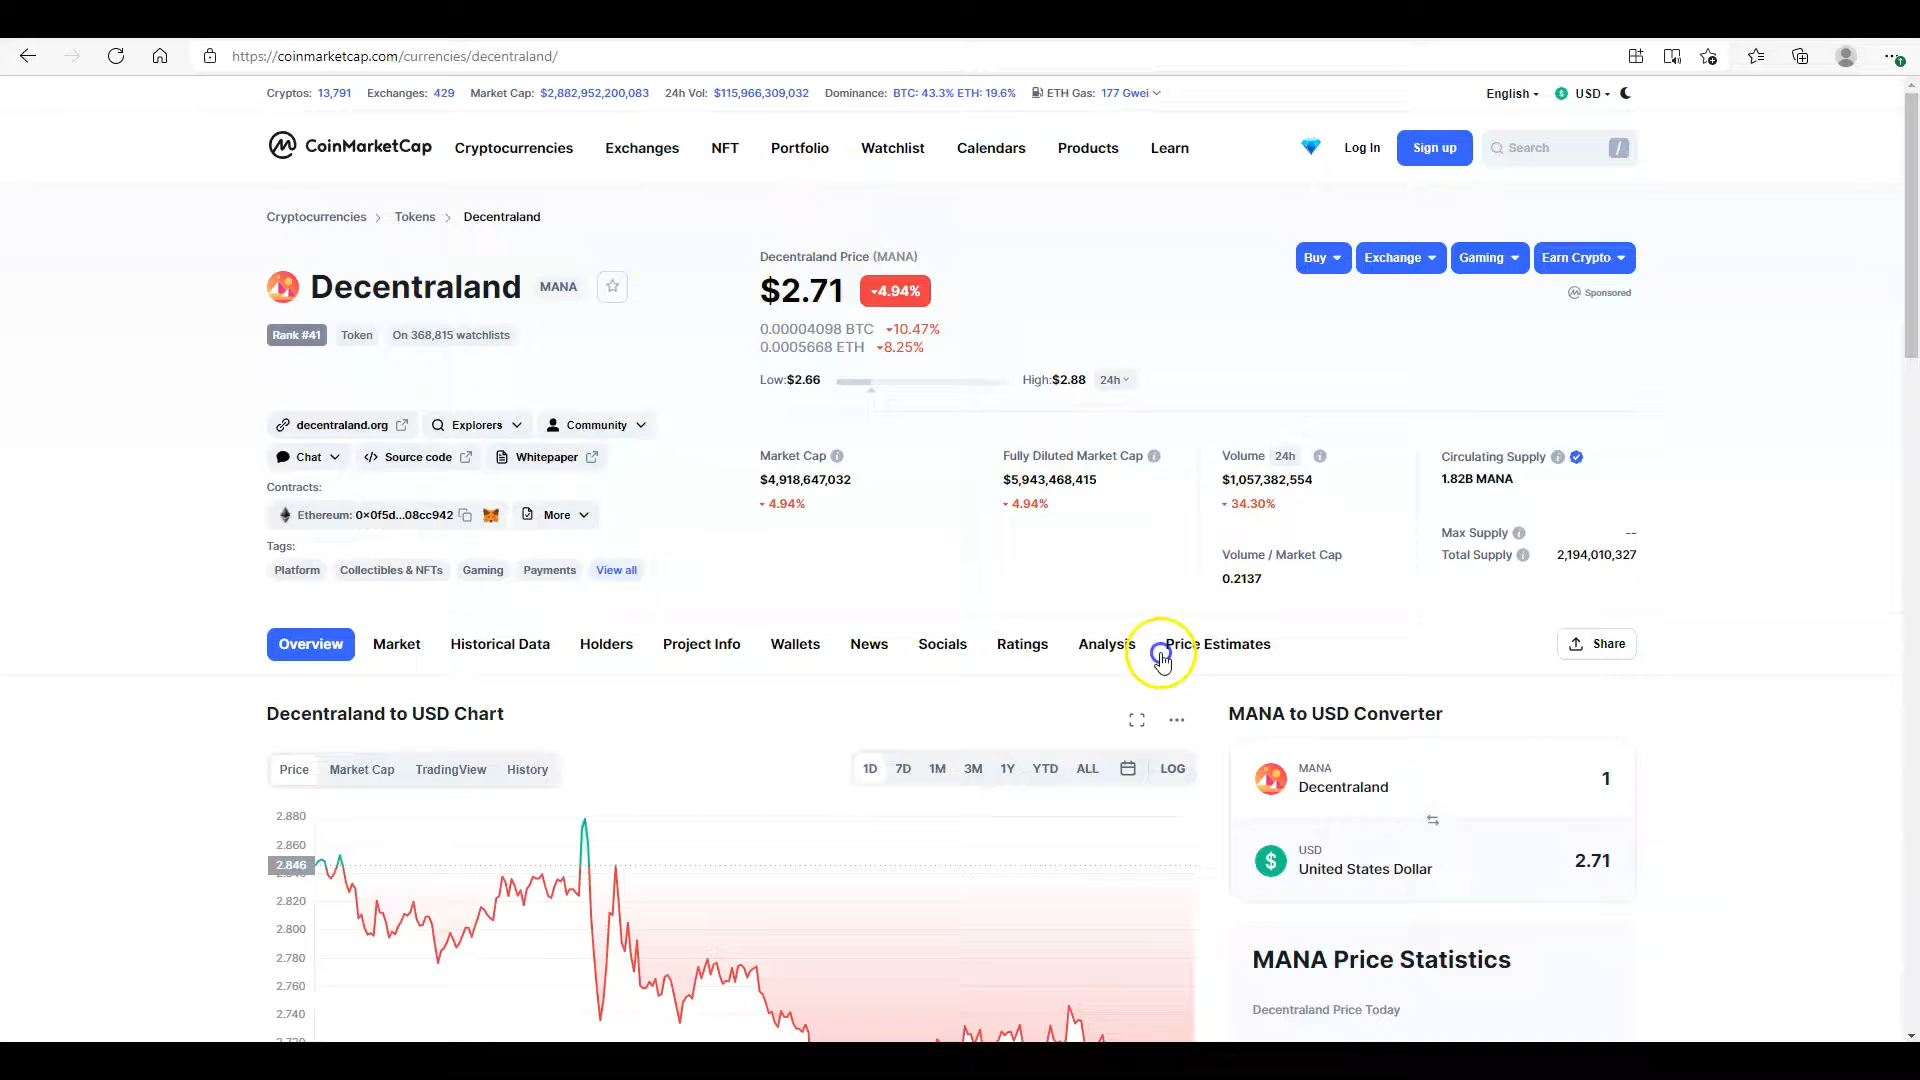 https://coinmarketcap.com/currencies/decentraland/
Cryptos: 13,791 Exchanges: 429 Market Cap: $2,882,952,200,083 24h Vol: $115,966,309,032 Dominance: BTC: 43.3% ETH: 19.6% ETH Gas: 177 Gwei English USD
CoinMarketCap Cryptocurrencies Exchanges NFT Portfolio Watchlist Calendars Products Learn Log In Sign up Search /
Cryptocurrencies > Tokens > Decentraland
Decentraland MANA
Rank #41 Token On 368,815 watchlists
decentraland.org Explorers Community
Chat Source code Whitepaper
Contracts:
Ethereum: 0x0f5d...08cc942 More
Tags:
Platform Collectibles & NFTs Gaming Payments View all
Decentraland Price (MANA)
$2.71 4.94%
0.00004098 BTC 10.47%
0.0005668 ETH 8.25%
Low:$2.66 High:$2.88 24h
Buy Exchange Gaming Earn Crypto
Sponsored
Market Cap
$4,918,647,032
4.94%
Fully Diluted Market Cap
$5,943,468,415
4.94%
Volume 24h
$1,057,382,554
34.30%
Volume / Market Cap
0.2137
Circulating Supply
1.82B MANA
Max Supply --
Total Supply 2,194,010,327
Overview Market Historical Data Holders Project Info Wallets News Socials Ratings Analysis Price Estimates Share
Decentraland to USD Chart
Price Market Cap TradingView History 1D 7D 1M 3M 1Y YTD ALL LOG
2.880
2.860
2.846
2.820
2.800
2.780
2.760
2.740
MANA to USD Converter
MANA
Decentraland 1
USD
United States Dollar 2.71
MANA Price Statistics
Decentraland Price Today